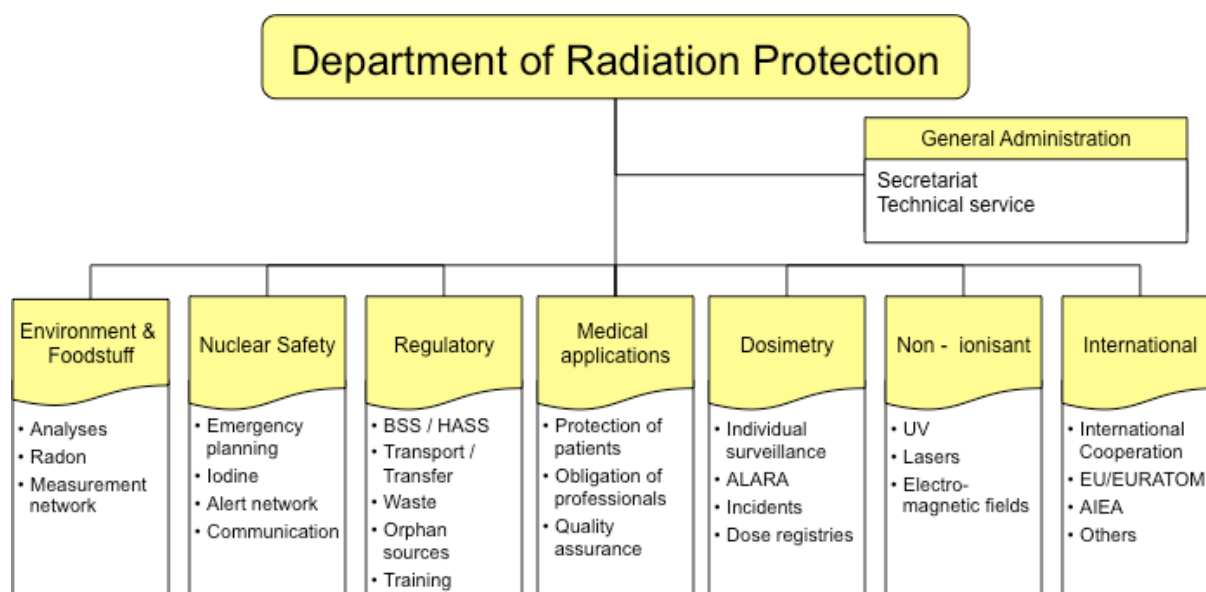 Department of Radiation Protection
General Administration
Secretariat
Technical service
Environment &
Foodstuff
• Analyses
• Radon
• Measurement
network
Nuclear Safety
• Emergency
planning
• Iodine
• Alert network
• Communication
Regulatory
• BSS / HASS
• Transport /
Transfer
• Waste
• Orphan
sources
• Training
Medical
applications
• Protection of
patients
• Obligation of
professionals
• Quality
assurance
Dosimetry
• Individual
surveillance
• ALARA
• Incidents
• Dose registries
Non - ionisant
• UV
• Lasers
• Electro-
magnetic fields
International
• International
Cooperation
• EU/EURATOM
• AIEA
• Others